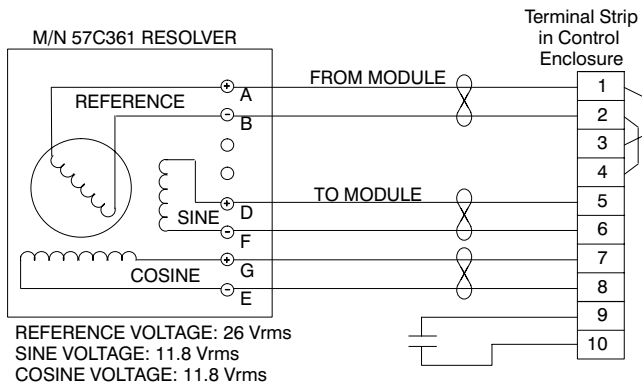 Terminal Strip
in Control
Enclosure
M/N 57C361 RESOLVER
FROM MODULE
REFERENCE
A
B
TO MODULE
SINE
D
F
G
COSINE
E
1
2
3
4
5
6
7
8
9
10
REFERENCE VOLTAGE: 26 Vrms
SINE VOLTAGE: 11.8 Vrms
COSINE VOLTAGE: 11.8 Vrms